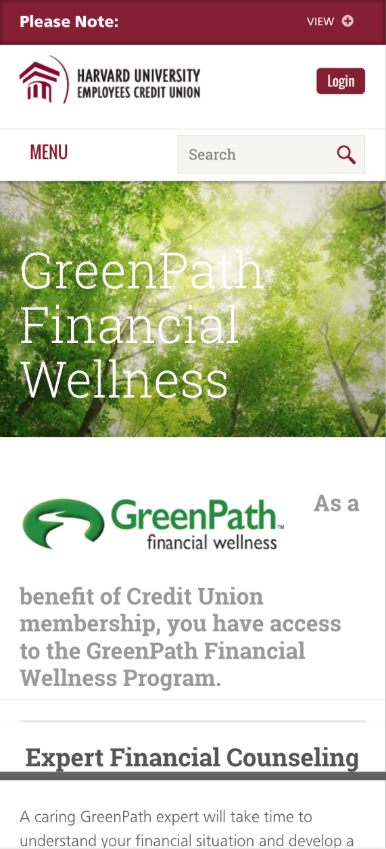 Please Note:
VIEW
HARVARD UNIVERSITY
EMPLOYEES CREDIT UNION
Login
MENU
Search
GreenPath
Financial
Wellness
GreenPath™
financial wellness
As a
benefit of Credit Union
membership, you have access
to the GreenPath Financial
Wellness Program.
Expert Financial Counseling
A caring GreenPath expert will take time to
understand your financial situation and develop a